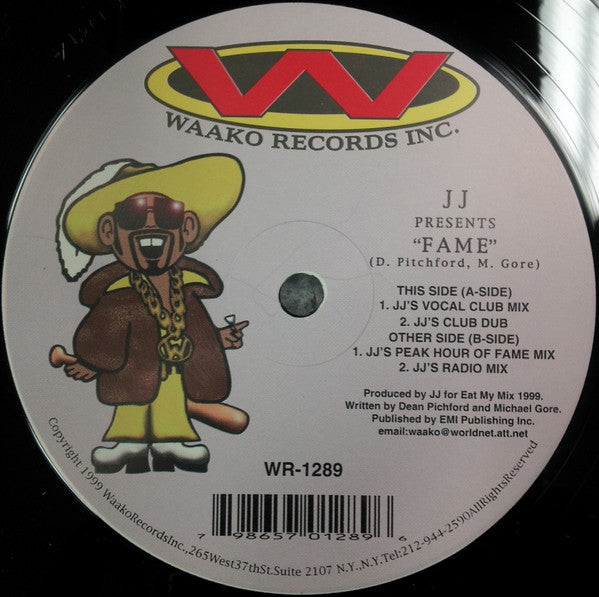 W
WAAKO RECORDS INC.
JJ
PRESENTS
“FAME”
(D. Pitchford, M. Gore)
THIS SIDE (A-SIDE)
1. JJ'S VOCAL CLUB MIX
2. JJ'S CLUB DUB
OTHER SIDE (B-SIDE)
1. JJ'S PEAK HOUR OF FAME MIX
2. JJ'S RADIO MIX
Produced by JJ for Eat My Mix 1999.
Written by Dean Pichford and Michael Gore.
Published by EMI Publishing Inc.
email:waako@worldnet.att.net
WR-1289
7 98657 01289 6
Copyright 1999 WaakoRecordsInc.,265West37thSt.Suite 2107 N.Y.,N.Y.Tel:212-944-2590AllRightsReserved